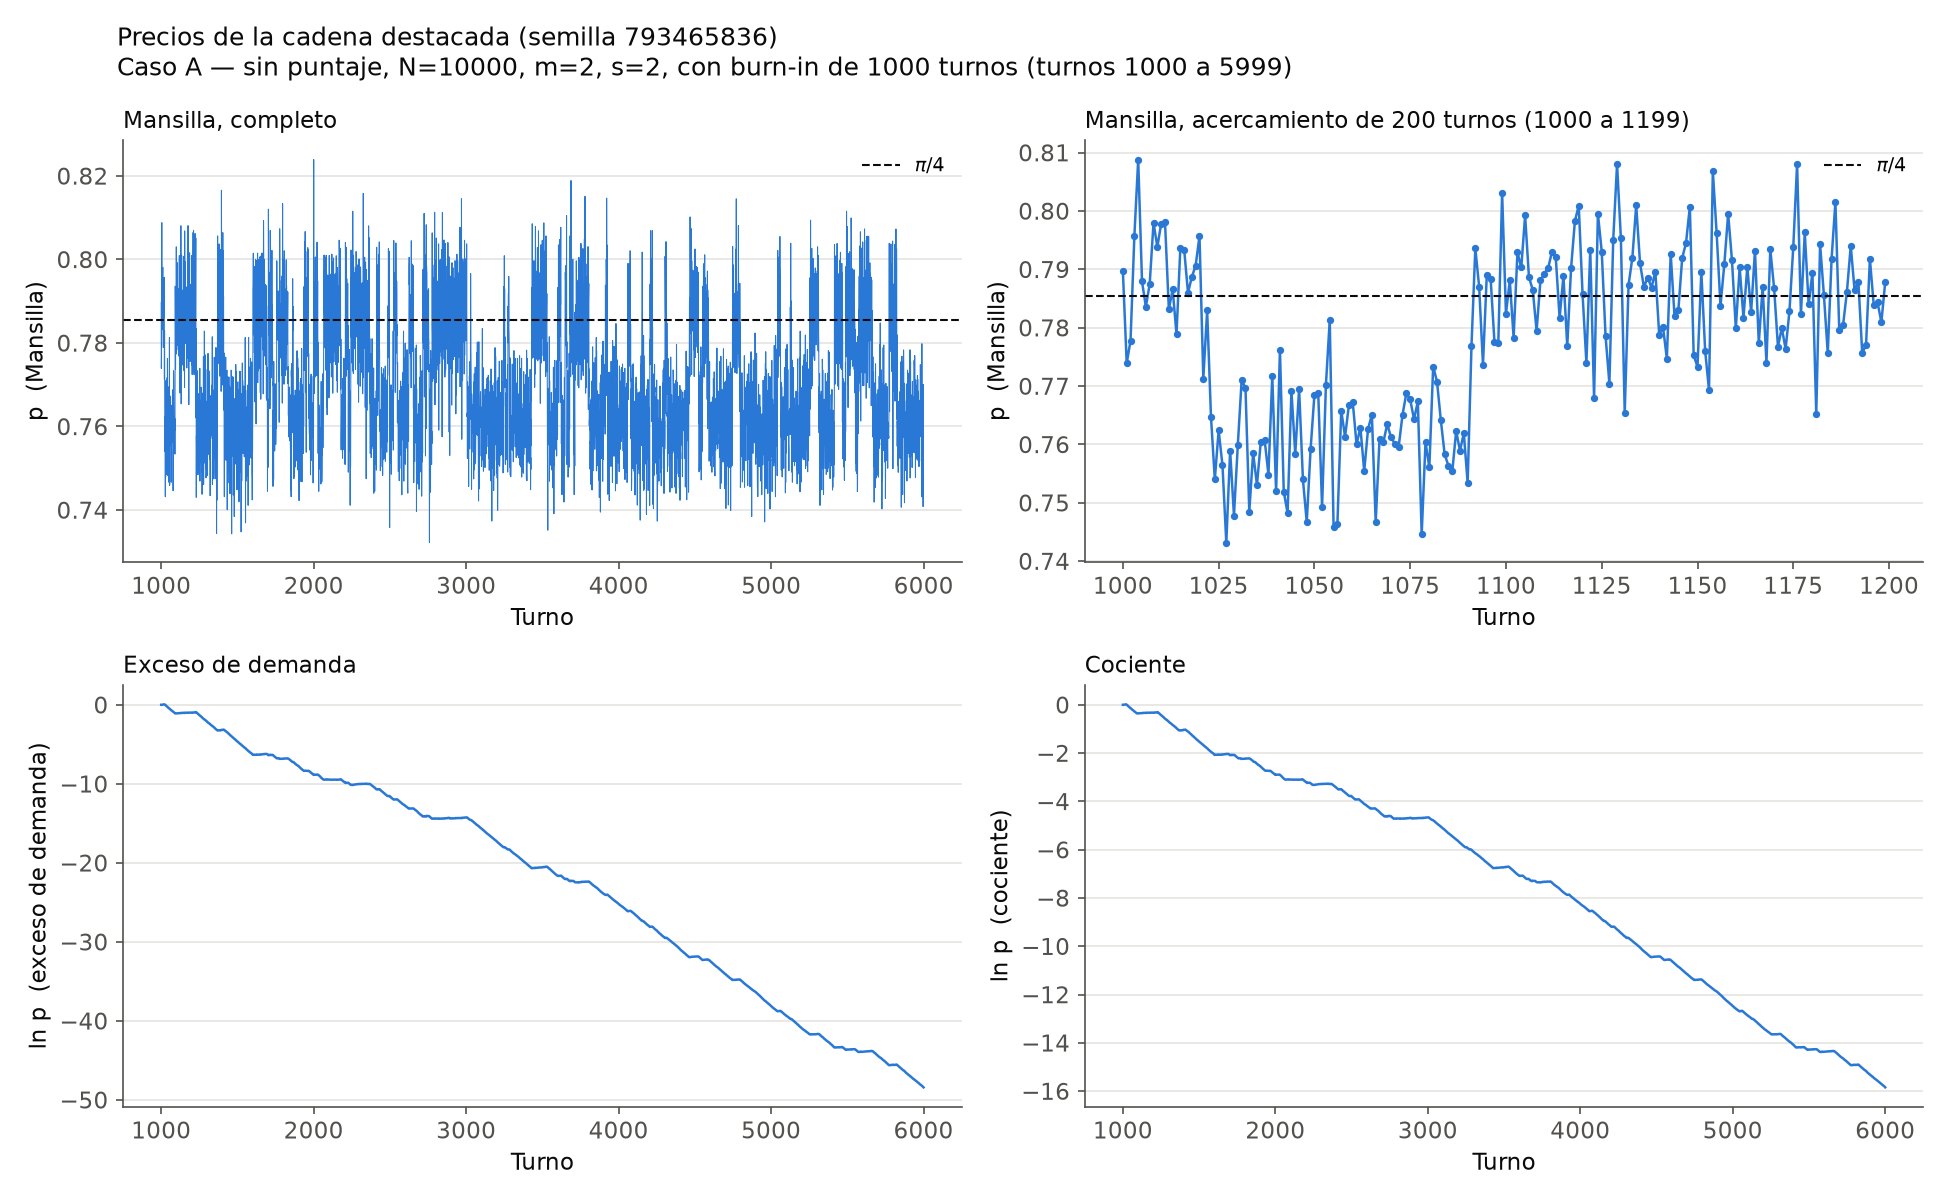 Precios de la cadena destacada (semilla 793465836)
Caso A — sin puntaje, N=10000, m=2, s=2, con burn-in de 1000 turnos (turnos 1000 a 5999)
Mansilla, completo
π/4
p (Mansilla)
0.82
0.80
0.78
0.76
0.74
1000 2000 3000 4000 5000 6000
Turno
Mansilla, acercamiento de 200 turnos (1000 a 1199)
π/4
p (Mansilla)
0.81
0.80
0.79
0.78
0.77
0.76
0.75
0.74
1000 1025 1050 1075 1100 1125 1150 1175 1200
Turno
Exceso de demanda
ln p (exceso de demanda)
0
−10
−20
−30
−40
−50
1000 2000 3000 4000 5000 6000
Turno
Cociente
ln p (cociente)
0
−2
−4
−6
−8
−10
−12
−14
−16
1000 2000 3000 4000 5000 6000
Turno